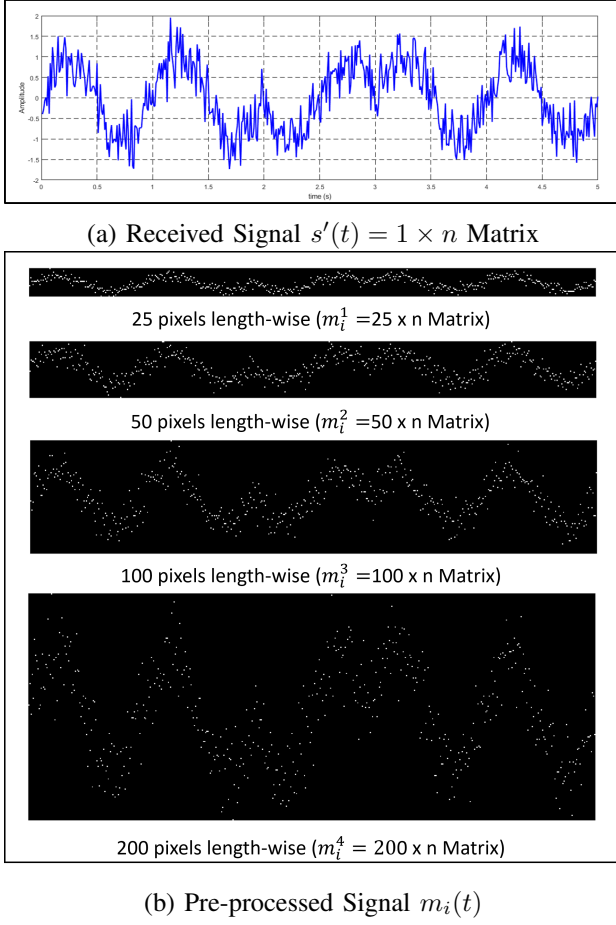 2
1.5
1
0.5
0
-0.5
-1
-1.5
-2
Amplitude
0 0.5 1 1.5 2 2.5 3 3.5 4 4.5 5
time (s)
(a) Received Signal s′(t) = 1 × n Matrix
25 pixels length-wise (m_i^1 =25 x n Matrix)
50 pixels length-wise (m_i^2 =50 x n Matrix)
100 pixels length-wise (m_i^3 =100 x n Matrix)
200 pixels length-wise (m_i^4 = 200 x n Matrix)
(b) Pre-processed Signal m_i(t)